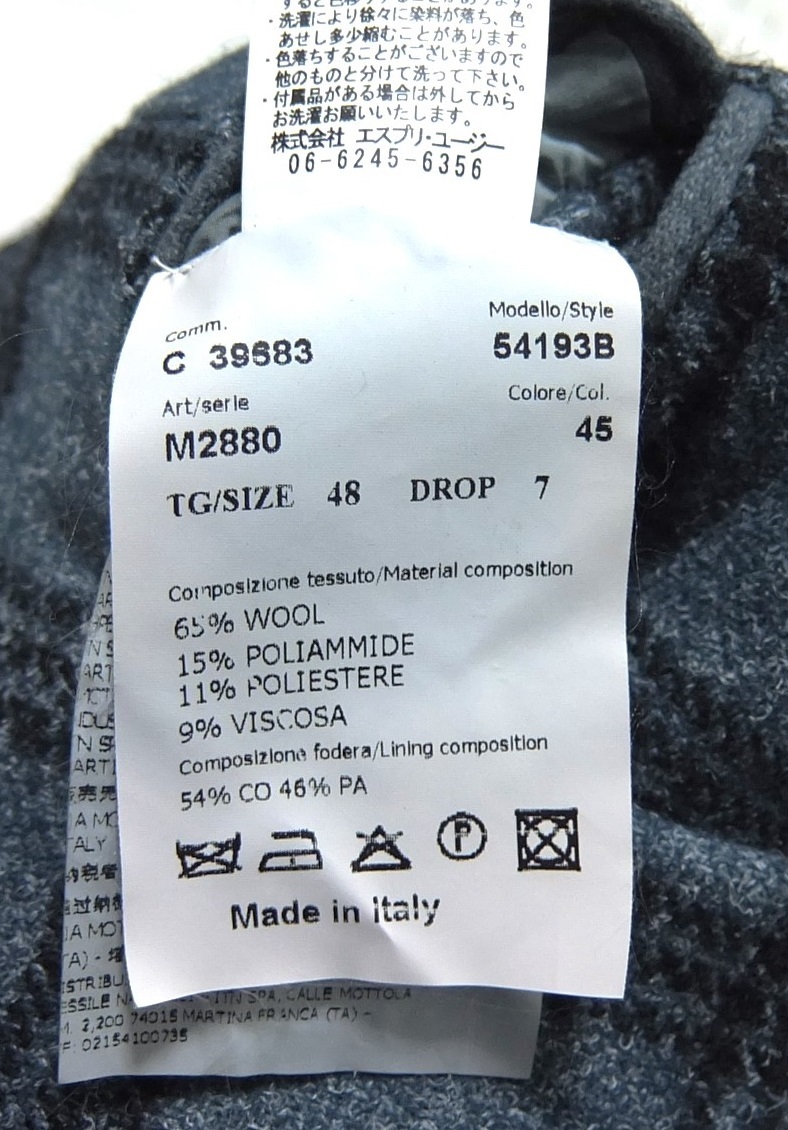 ・洗濯により徐々に染料が落ち、色
あせし多少縮むことがあります。
・色落ちすることがございますので
他のものと分けて洗って下さい。
・付属品がある場合は外してから
お洗濯お願いいたします。
株式会社 エスプリ・ユージー
06-6245-6356
Comm.
C 39683
Modello/Style
54193B
Art/serie
M2880
Colore/Col.
45
TG/SIZE 48 DROP 7
Composizione tessuto/Material composition
65% WOOL
15% POLIAMMIDE
11% POLIESTERE
9% VISCOSA
Composizione fodera/Lining composition
54% CO 46% PA
P
Made in Italy
SPA, CALLE MOTTOLA
2,200 74015 MARTINA FRANCA (TA) -
02154100735